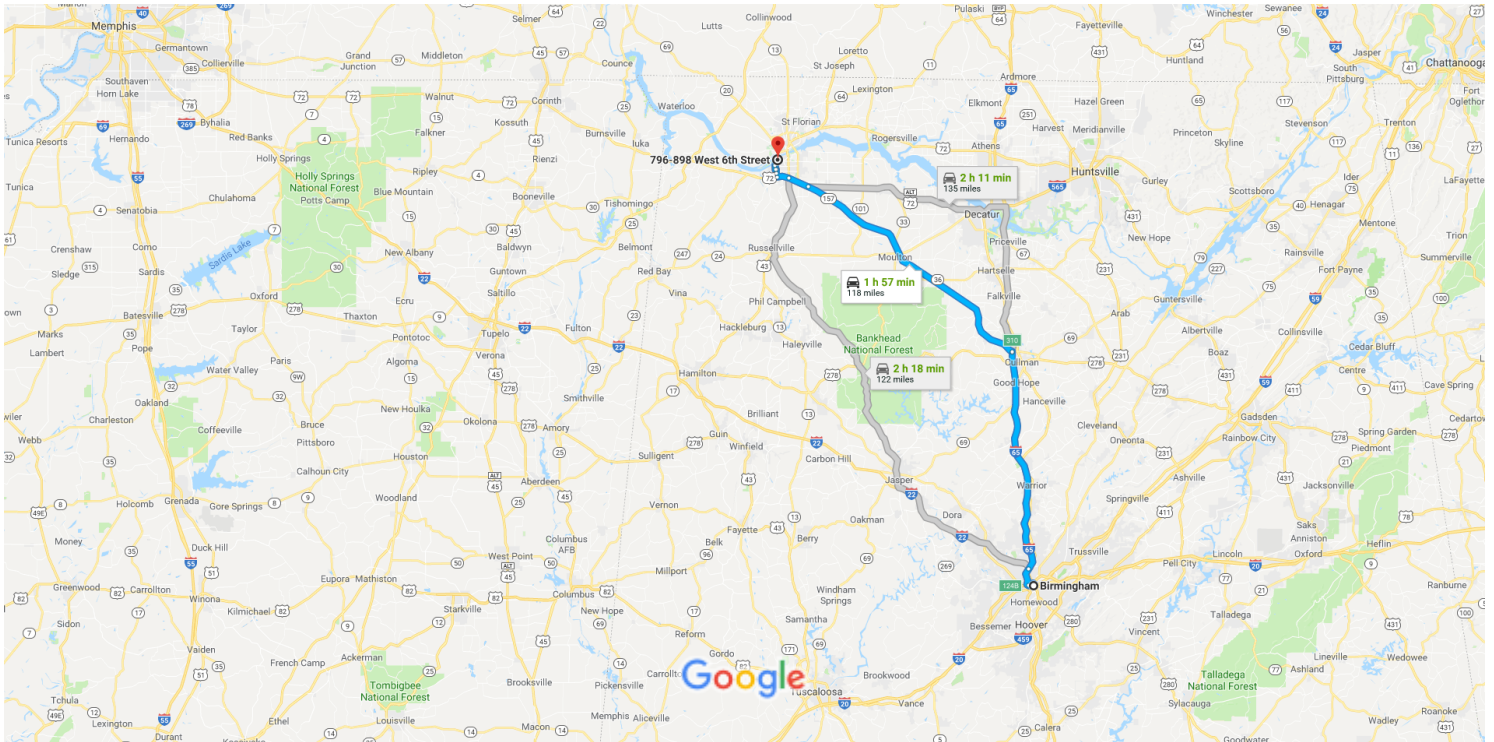 Memphis
Germantown
Collierville
Southaven
Horn Lake
Grand
Junction
Middleton
Selmer
Lutts
Collinwood
Loretto
St Joseph
Pulaski
Fayetteville
Winchester
Sewanee
Jasper
South
Pittsburg
Chattanooga
Fort
Oglethor
Counce
Walnut
Corinth
Waterloo
Lexington
Ardmore
Elkmont
Hazel Green
Huntland
Stevenson
Trenton
Tunica Resorts
Hernando
Byhalia
Red Banks
Falkner
Kossuth
Burnsville
Iuka
St Florian
Rogersville
Athens
Harvest
Meridianville
Princeton
Skyline
Holly Springs
Holly Springs
National Forest
Potts Camp
Ripley
Rienzi
796-898 West 6th Street
2 h 11 min
135 miles
Huntsville
Gurley
Scottsboro
Ider
Henagar
LaFayette
Tunica
Senatobia
Chulahoma
Blue Mountain
Booneville
Tishomingo
Decatur
Priceville
New Hope
Mentone
Crenshaw
Sledge
Como
Sardis
Sardis Lake
New Albany
Baldwyn
Belmont
Russellville
Moulton
Hartselle
Rainsville
Fort Payne
Trion
Summerville
Oxford
Ecru
Guntown
Saltillo
Red Bay
Vina
Phil Campbell
1 h 57 min
118 miles
Falkville
Arab
Guntersville
Batesville
Marks
Lambert
Pope
Taylor
Thaxton
Pontotoc
Tupelo
Fulton
Hackleburg
Haleyville
Bankhead
National Forest
Cullman
Albertville
Collinsville
Boaz
Cedar Bluff
Centre
Paris
Water Valley
Algoma
Verona
Hamilton
2 h 18 min
122 miles
Good Hope
Hanceville
Cave Spring
Oakland
Charleston
Coffeeville
Bruce
Pittsboro
New Houlka
Okolona
Smithville
Amory
Brilliant
Guin
Winfield
Cleveland
Oneonta
Gadsden
Rainbow City
Spring Garden
Piedmont
Webb
Calhoun City
Houston
Sulligent
Carbon Hill
Jasper
Warrior
Ashville
Jacksonville
Holcomb
Grenada
Gore Springs
Woodland
Aberdeen
Vernon
Fayette
Oakman
Dora
Springville
Saks
Anniston
Oxford
Heflin
Money
Duck Hill
Columbus
AFB
Belk
Berry
Trussville
Lincoln
Pell City
West Point
Greenwood
Carrollton
Winona
Eupora
Mathiston
Millport
Columbus
Windham
Springs
Birmingham
Homewood
Ranburne
Kilmichael
Starkville
New Hope
Samantha
Bessemer
Hoover
Talladega
Sidon
Vaiden
French Camp
Ackerman
Reform
Gordo
Google
Brookwood
Vincent
Lineville
Wedowee
Ashland
Talladega
National Forest
Tchula
Lexington
Durant
Ethel
Tombigbee
National Forest
Louisville
Brooksville
Macon
Pickensville
Memphis
Aliceville
Vance
Calera
Sylacauga
Goodwater
Wadley
Roanoke